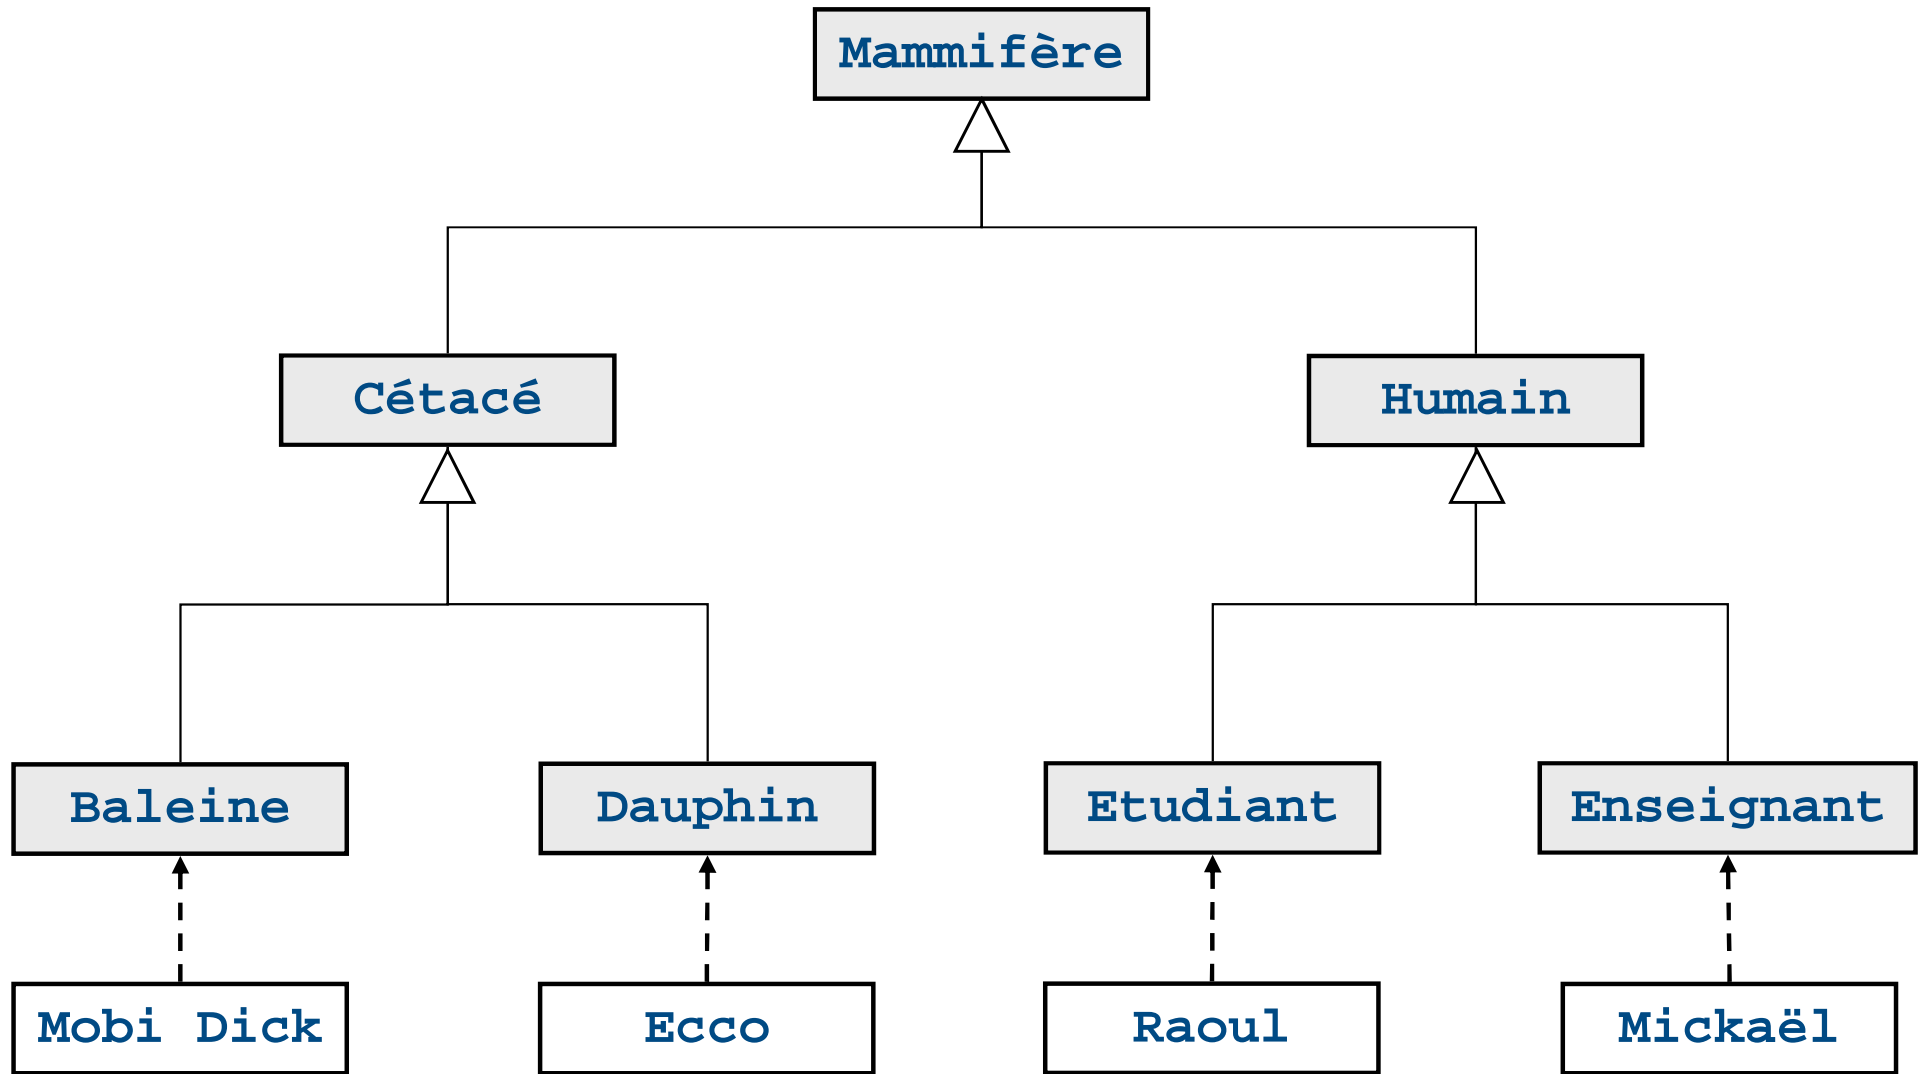 Mammifère
Cétacé
Humain
Baleine
Dauphin
Etudiant
Enseignant
Mobi Dick
Ecco
Raoul
Mickaël